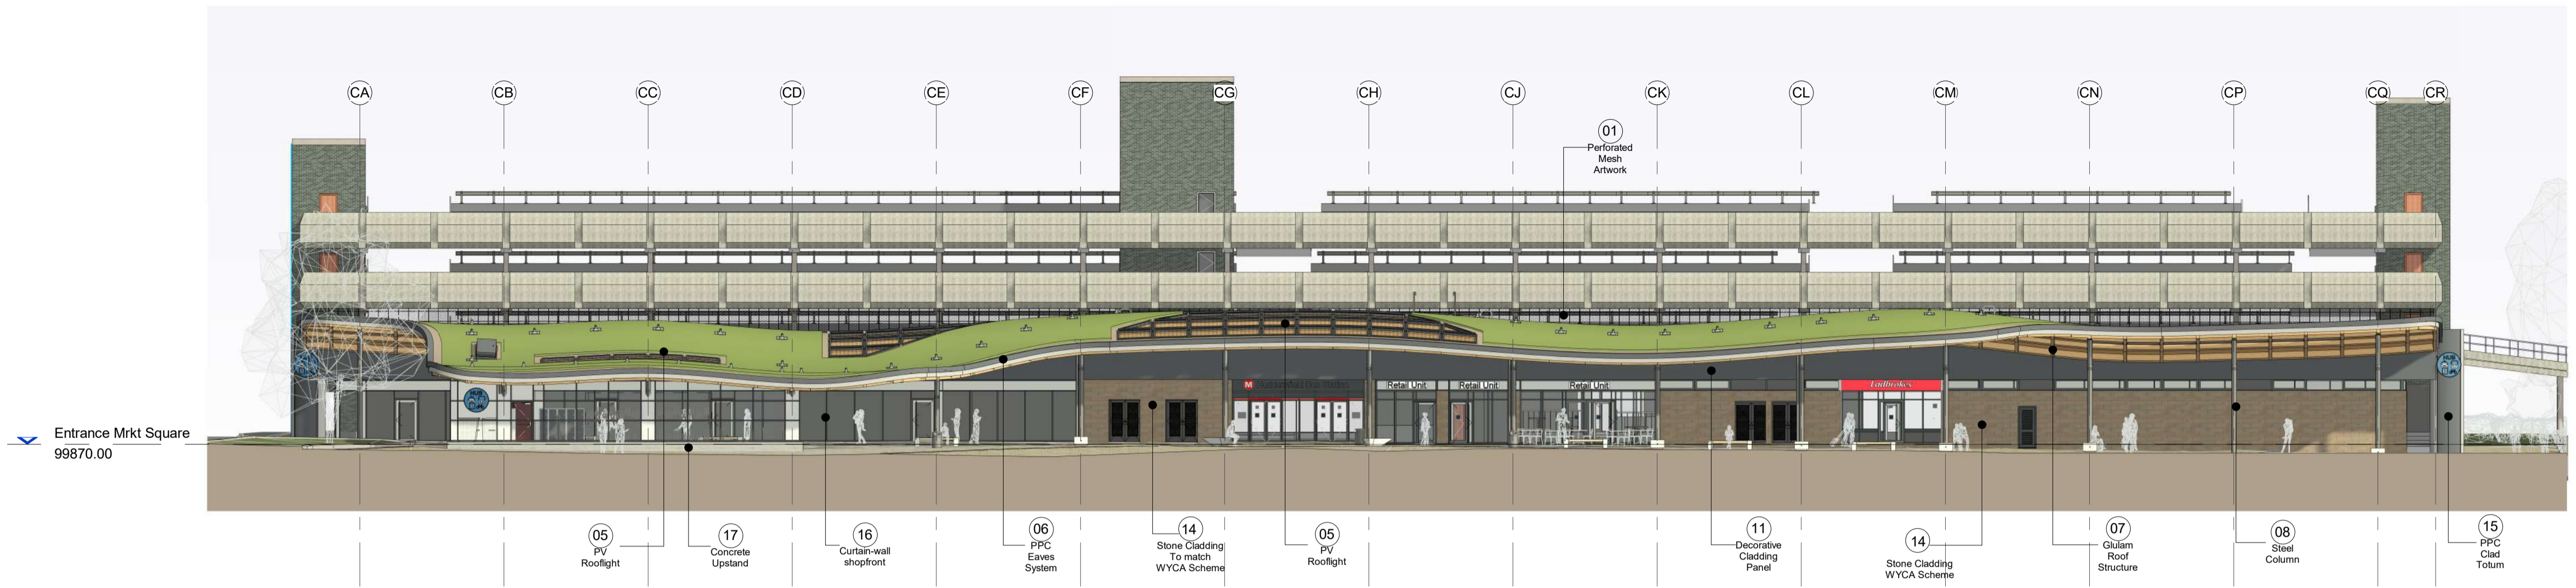 CA
CB
CC
CD
CE
CF
CG
CH
CJ
CK
CL
CM
CN
CP
CQ
CR
01
Perforated
Mesh
Artwork
HUB
M
Retail Unit
Retail Unit
Retail Unit
Ladbrokes
HUB
Entrance Mrkt Square
99870.00
05
PV
Rooflight
17
Concrete
Upstand
16
Curtain-wall
shopfront
06
PPC
Eaves
System
14
Stone Cladding
To match
WYCA Scheme
05
PV
Rooflight
11
Decorative
Cladding
Panel
14
Stone Cladding
WYCA Scheme
07
Glulam
Roof
Structure
08
Steel
Column
15
PPC
Clad
Totum